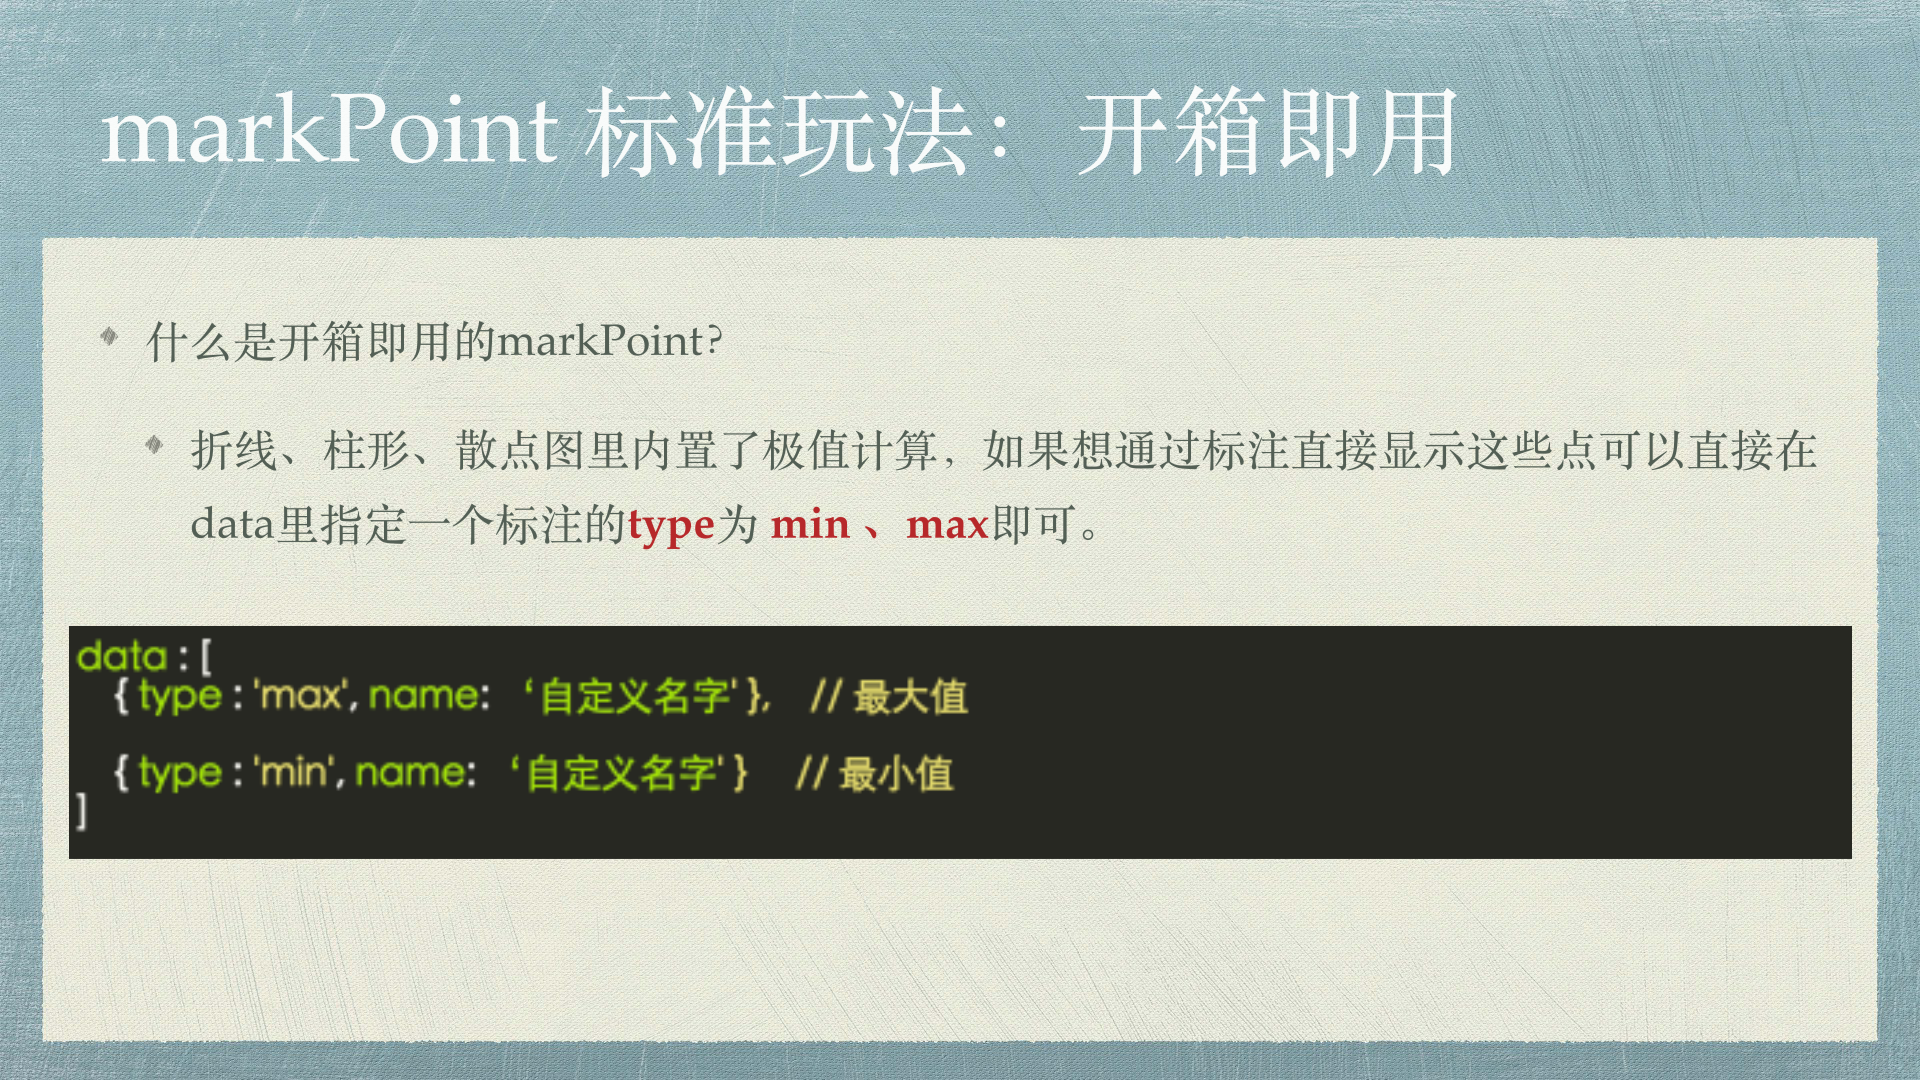 markPoint 标准玩法：开箱即用
什么是开箱即用的markPoint?
折线、柱形、散点图里内置了极值计算，如果想通过标注直接显示这些点可以直接在
data里指定一个标注的type为 min 、max即可。
data : [
{ type : 'max', name: ‘自定义名字' }, // 最大值
{ type : 'min', name: ‘自定义名字' } // 最小值
]